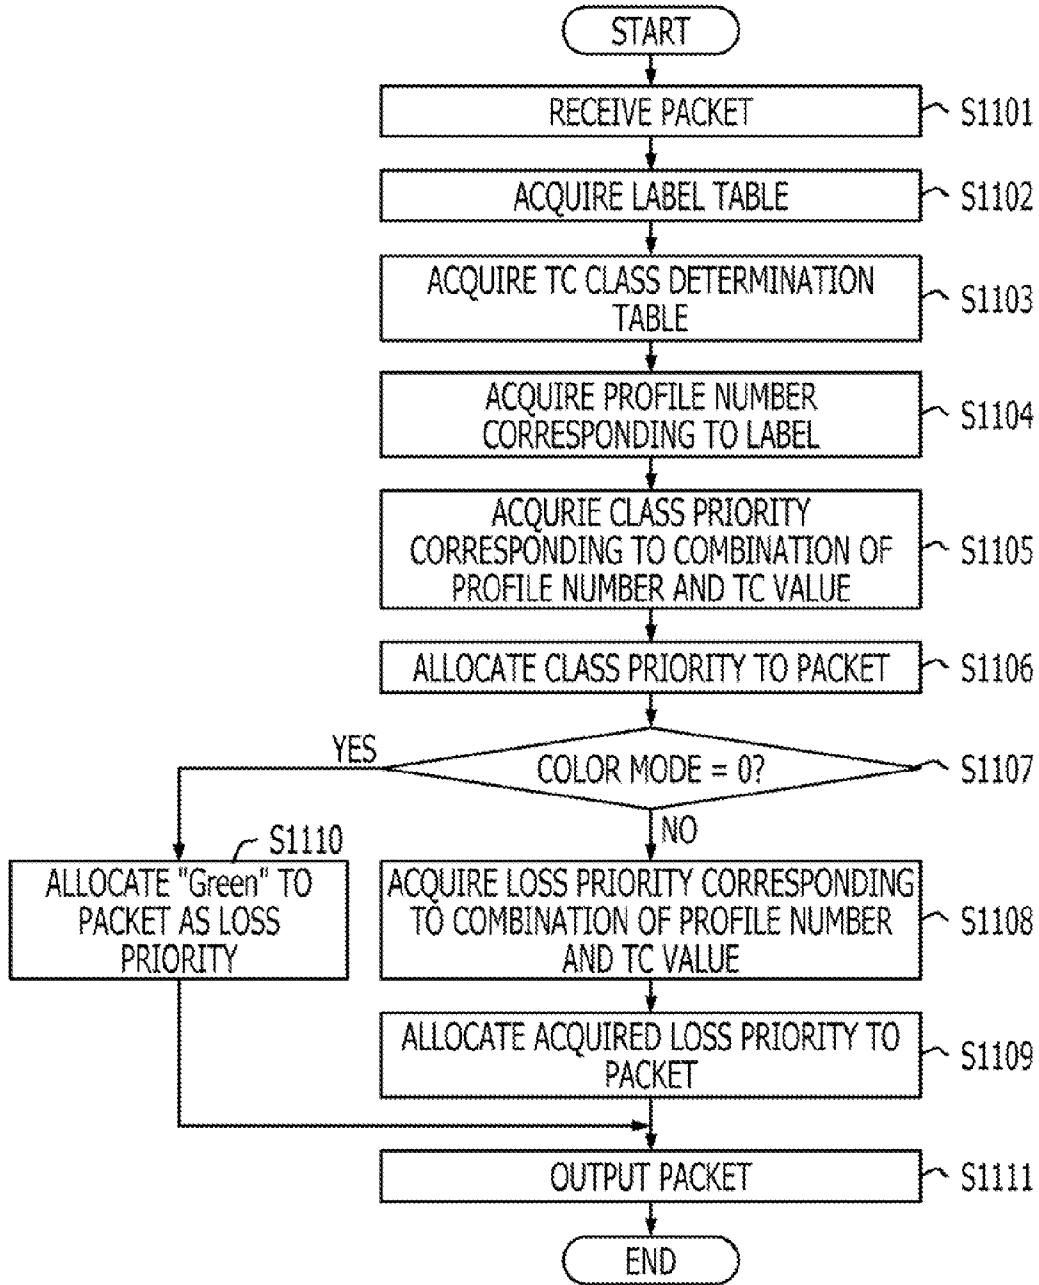 START
RECEIVE PACKET
S1101
ACQUIRE LABEL TABLE
S1102
ACQUIRE TC CLASS DETERMINATION
TABLE
S1103
ACQUIRE PROFILE NUMBER
CORRESPONDING TO LABEL
S1104
ACQURIE CLASS PRIORITY
CORRESPONDING TO COMBINATION OF
PROFILE NUMBER AND TC VALUE
S1105
ALLOCATE CLASS PRIORITY TO PACKET
S1106
YES
COLOR MODE = 0?
S1107
NO
S1110
ALLOCATE "Green" TO
PACKET AS LOSS
PRIORITY
ACQUIRE LOSS PRIORITY CORRESPONDING
TO COMBINATION OF PROFILE NUMBER
AND TC VALUE
S1108
ALLOCATE ACQUIRED LOSS PRIORITY TO
PACKET
S1109
OUTPUT PACKET
S1111
END